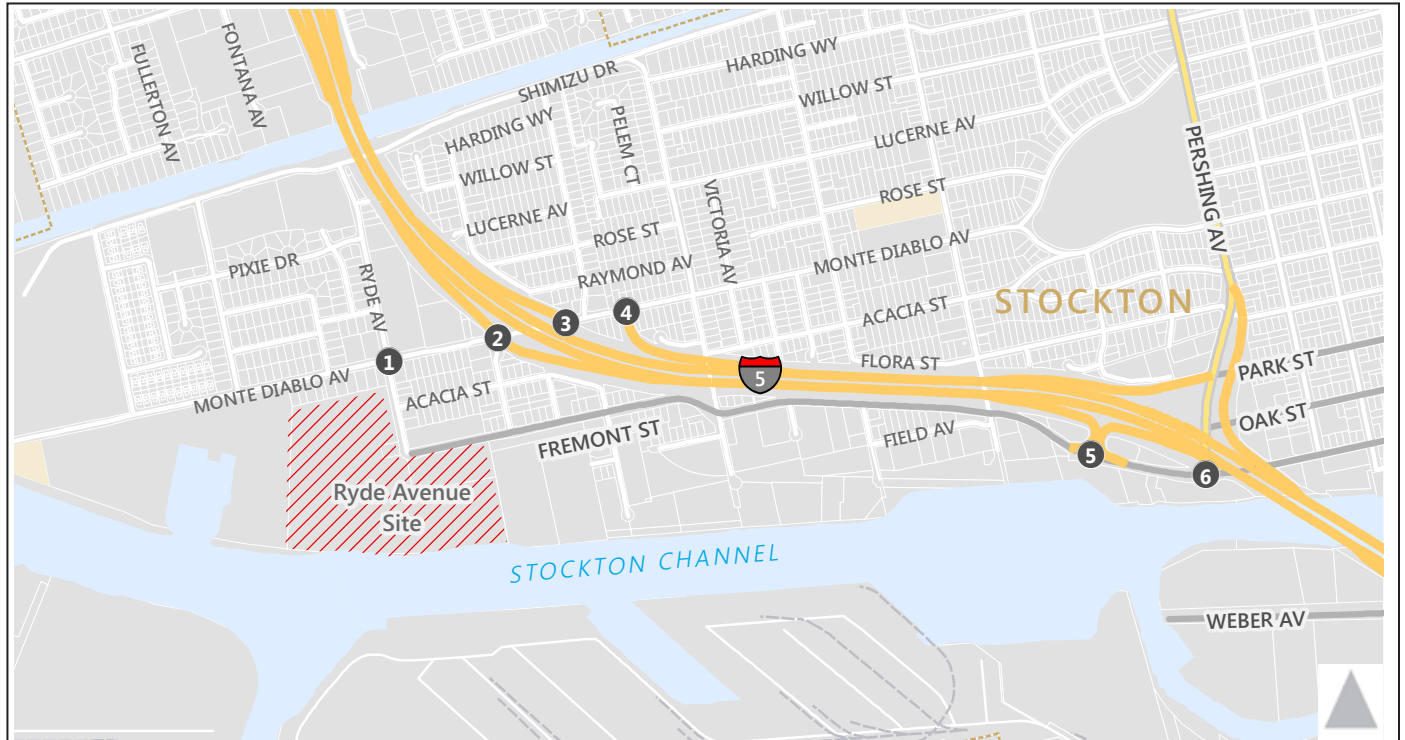 FULLERTON AV
FONTANA AV
SHIMIZU DR
HARDING WY
HARDING WY
WILLOW ST
WILLOW ST
PELEM CT
LUCERNE AV
LUCERNE AV
PERSHING AV
VICTORIA AV
ROSE ST
ROSE ST
PIXIE DR
RYDE AV
RAYMOND AV
MONTE DIABLO AV
STOCKTON
ACACIA ST
4
3
2
1
5
FLORA ST
PARK ST
MONTE DIABLO AV
ACACIA ST
OAK ST
FREMONT ST
FIELD AV
5
6
Ryde Avenue
Site
STOCKTON CHANNEL
WEBER AV